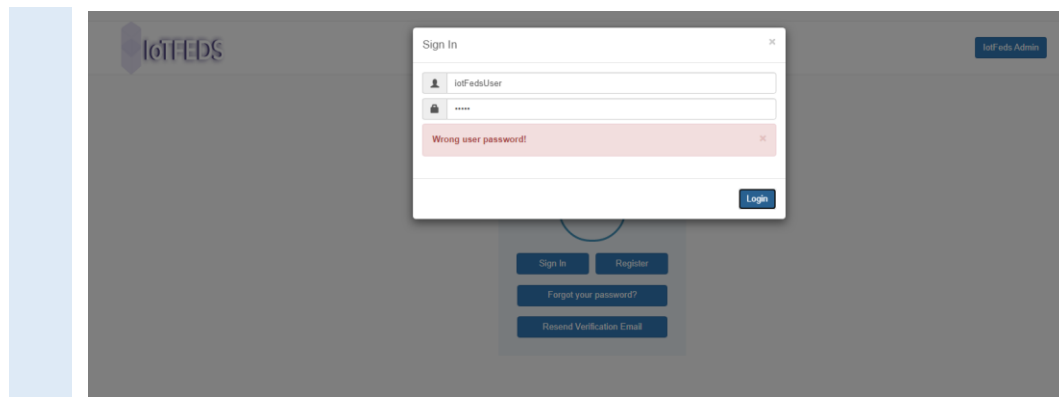 IoTFEDS
Sign In ×
IotFeds Admin
iotFedsUser
•••••
Wrong user password! ×
Login
Sign In Register
Forgot your password?
Resend Verification Email